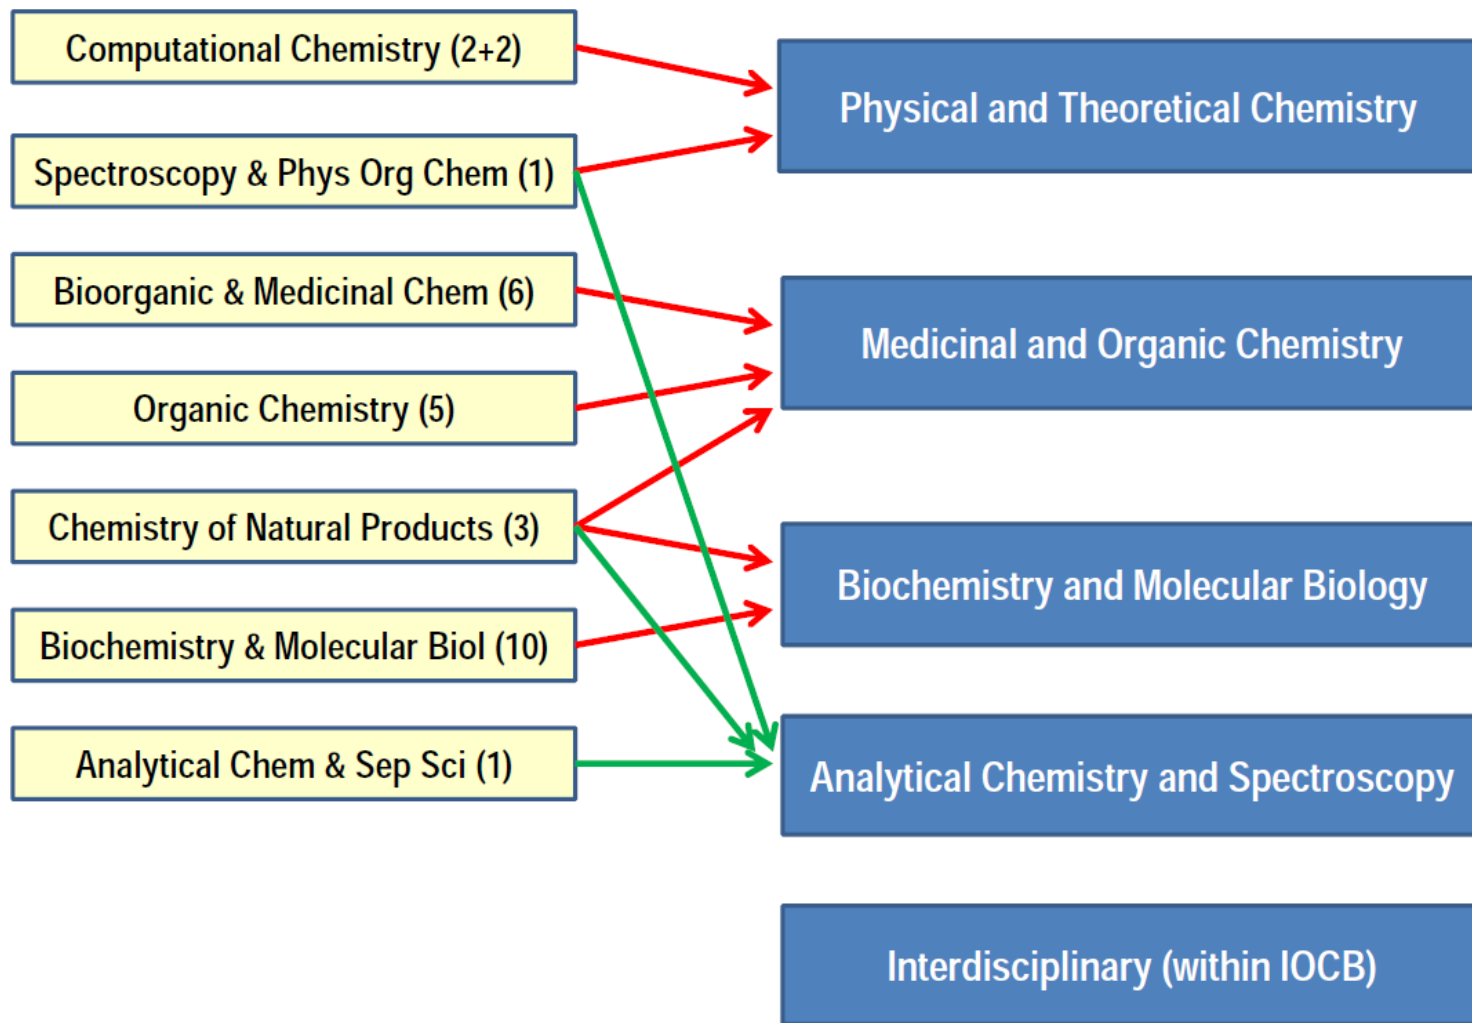 Computational Chemistry (2+2)
Spectroscopy & Phys Org Chem (1)
Bioorganic & Medicinal Chem (6)
Organic Chemistry (5)
Chemistry of Natural Products (3)
Biochemistry & Molecular Biol (10)
Analytical Chem & Sep Sci (1)
Physical and Theoretical Chemistry
Medicinal and Organic Chemistry
Biochemistry and Molecular Biology
Analytical Chemistry and Spectroscopy
Interdisciplinary (within IOCB)